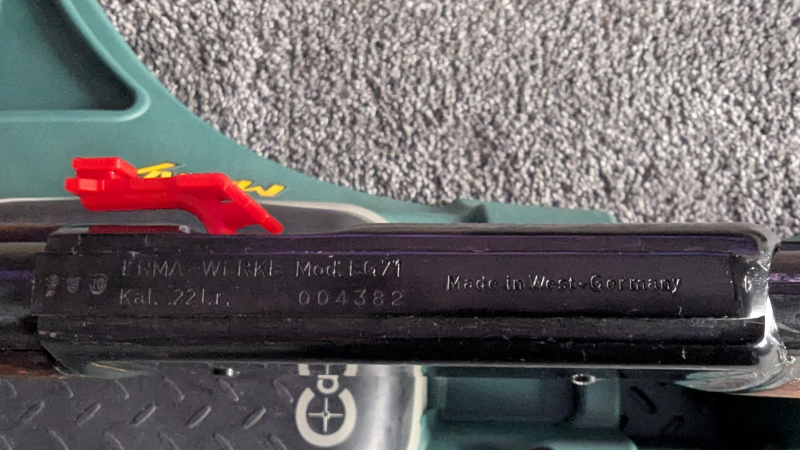 ERMA-WERKE Mod. EG71
Kal. .22 l.r. 004382
Made in West-Germany